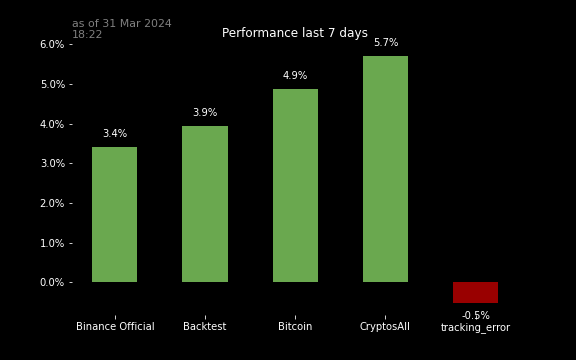 as of 31 Mar 2024
18:22
Performance last 7 days
6.0%
5.0%
4.0%
3.0%
2.0%
1.0%
0.0%
3.4%
3.9%
4.9%
5.7%
-0.5%
Binance Official
Backtest
Bitcoin
CryptosAll
tracking_error